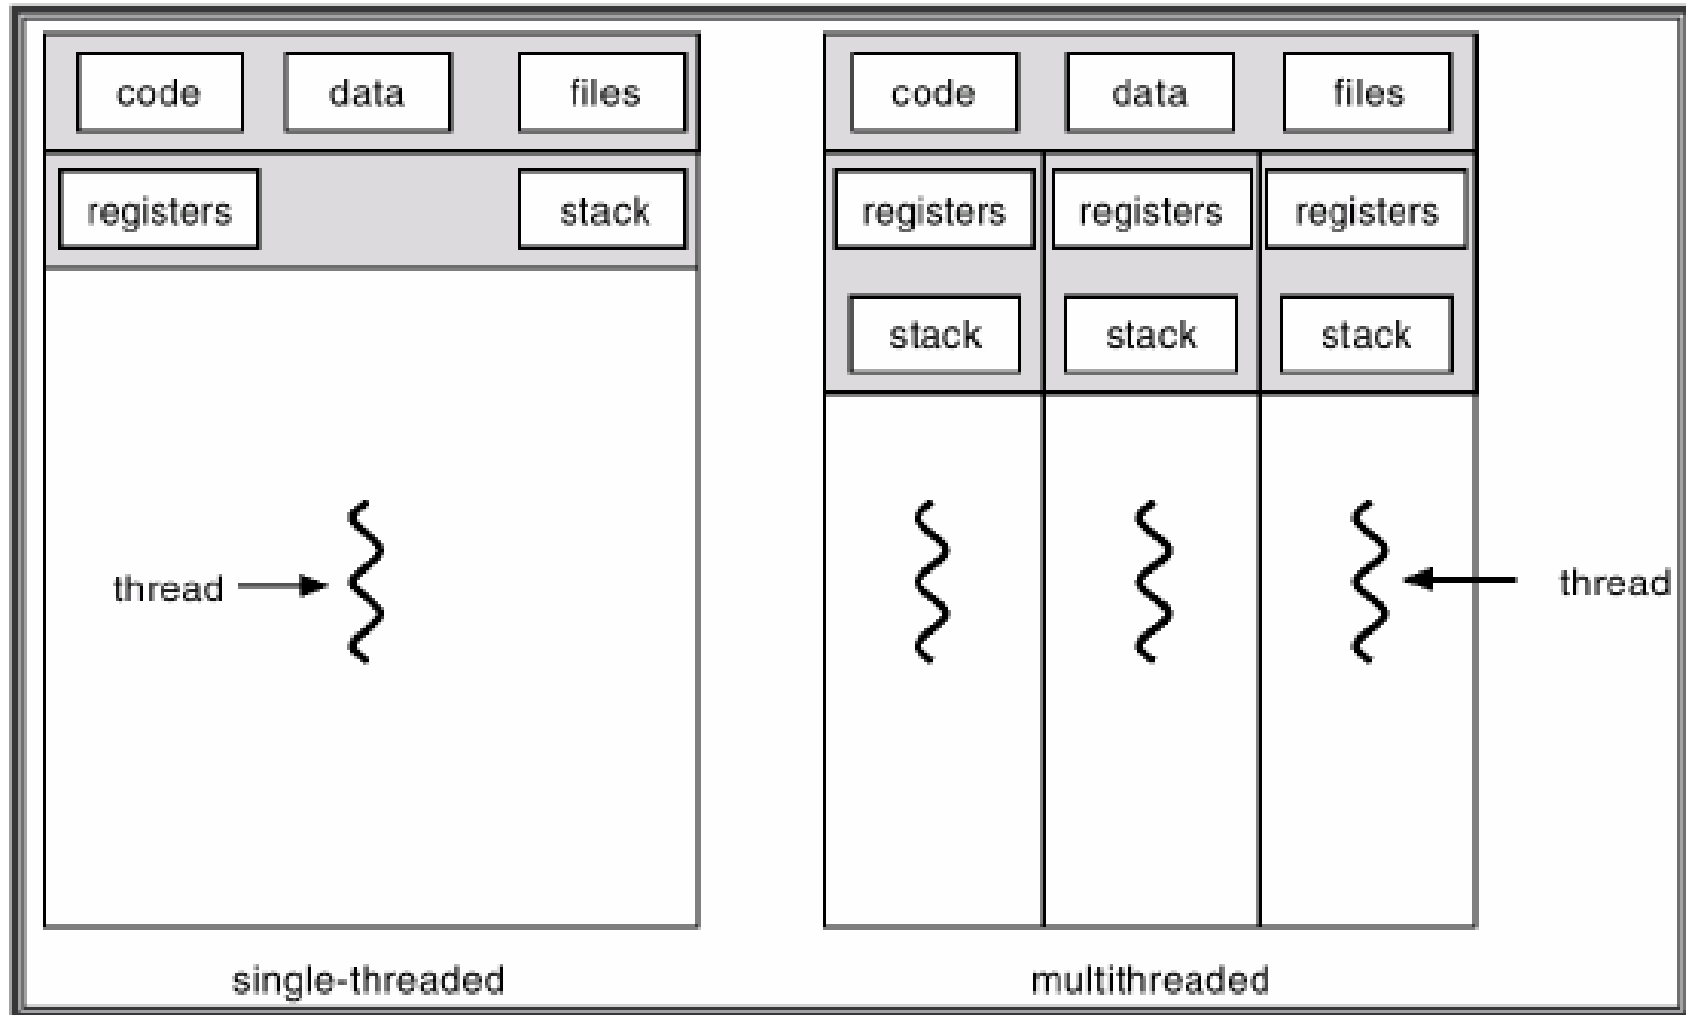 code data files
registers stack
thread
single-threaded
code data files
registers registers registers
stack stack stack
thread
multithreaded